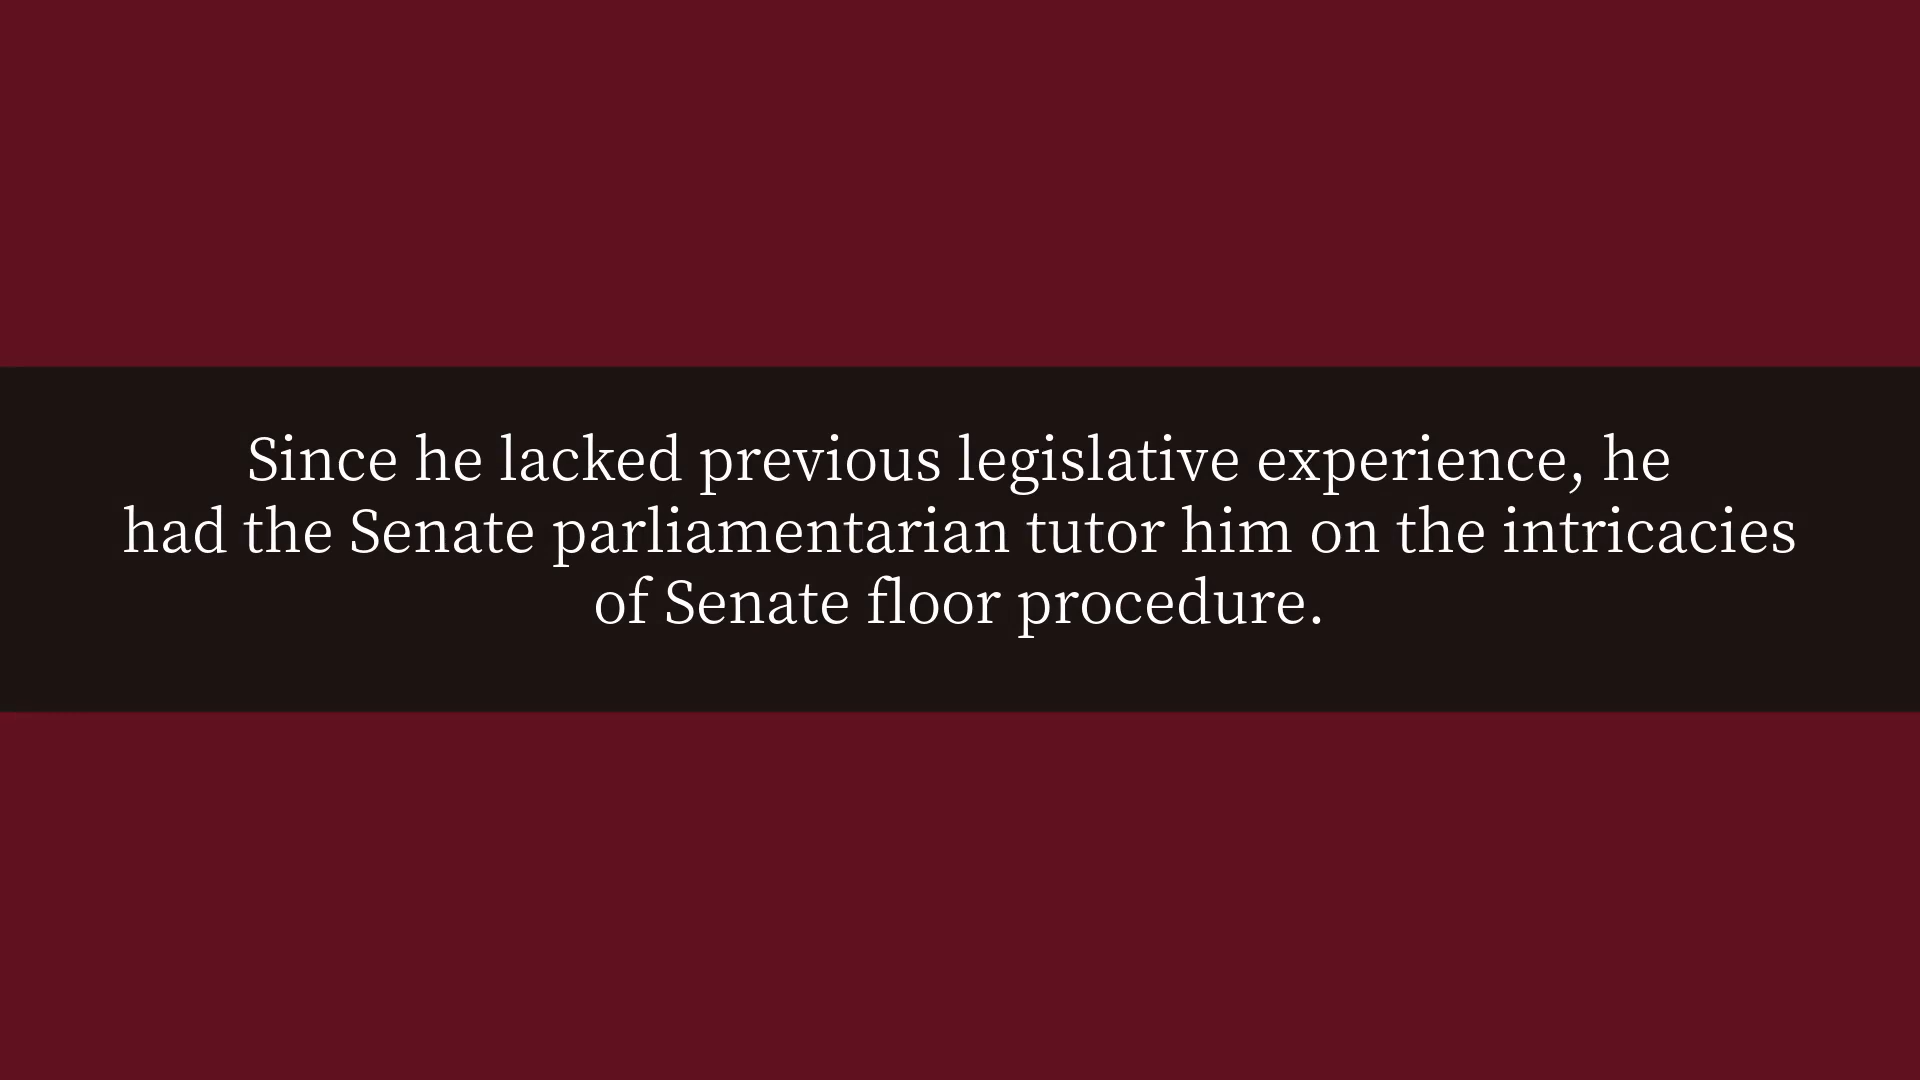 Since he lacked previous legislative experience, he
had the Senate parliamentarian tutor him on the intricacies
of Senate floor procedure.